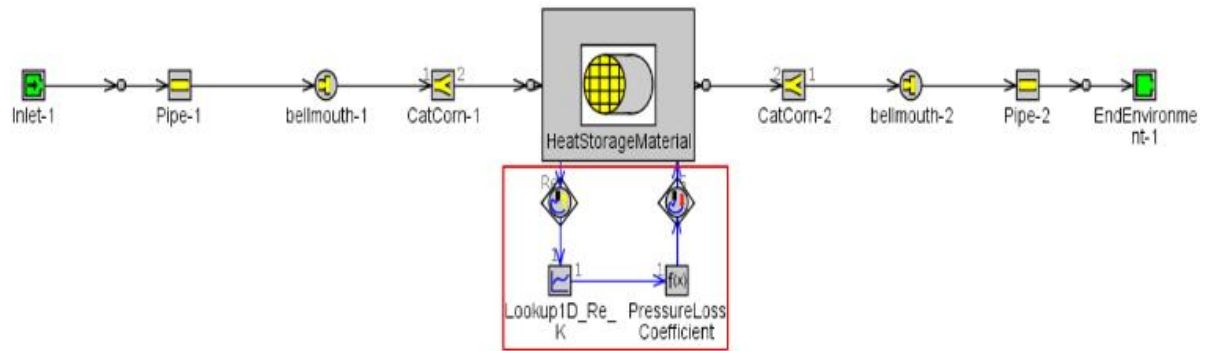 1 2
2 1
Inlet-1
Pipe-1
bellmouth-1
CatCorn-1
HeatStorageMaterial
CatCorn-2
bellmouth-2
Pipe-2
EndEnvironme
nt-1
Re
1
1
1
f(x)
Lookup1D_Re_
K
PressureLoss
Coefficient